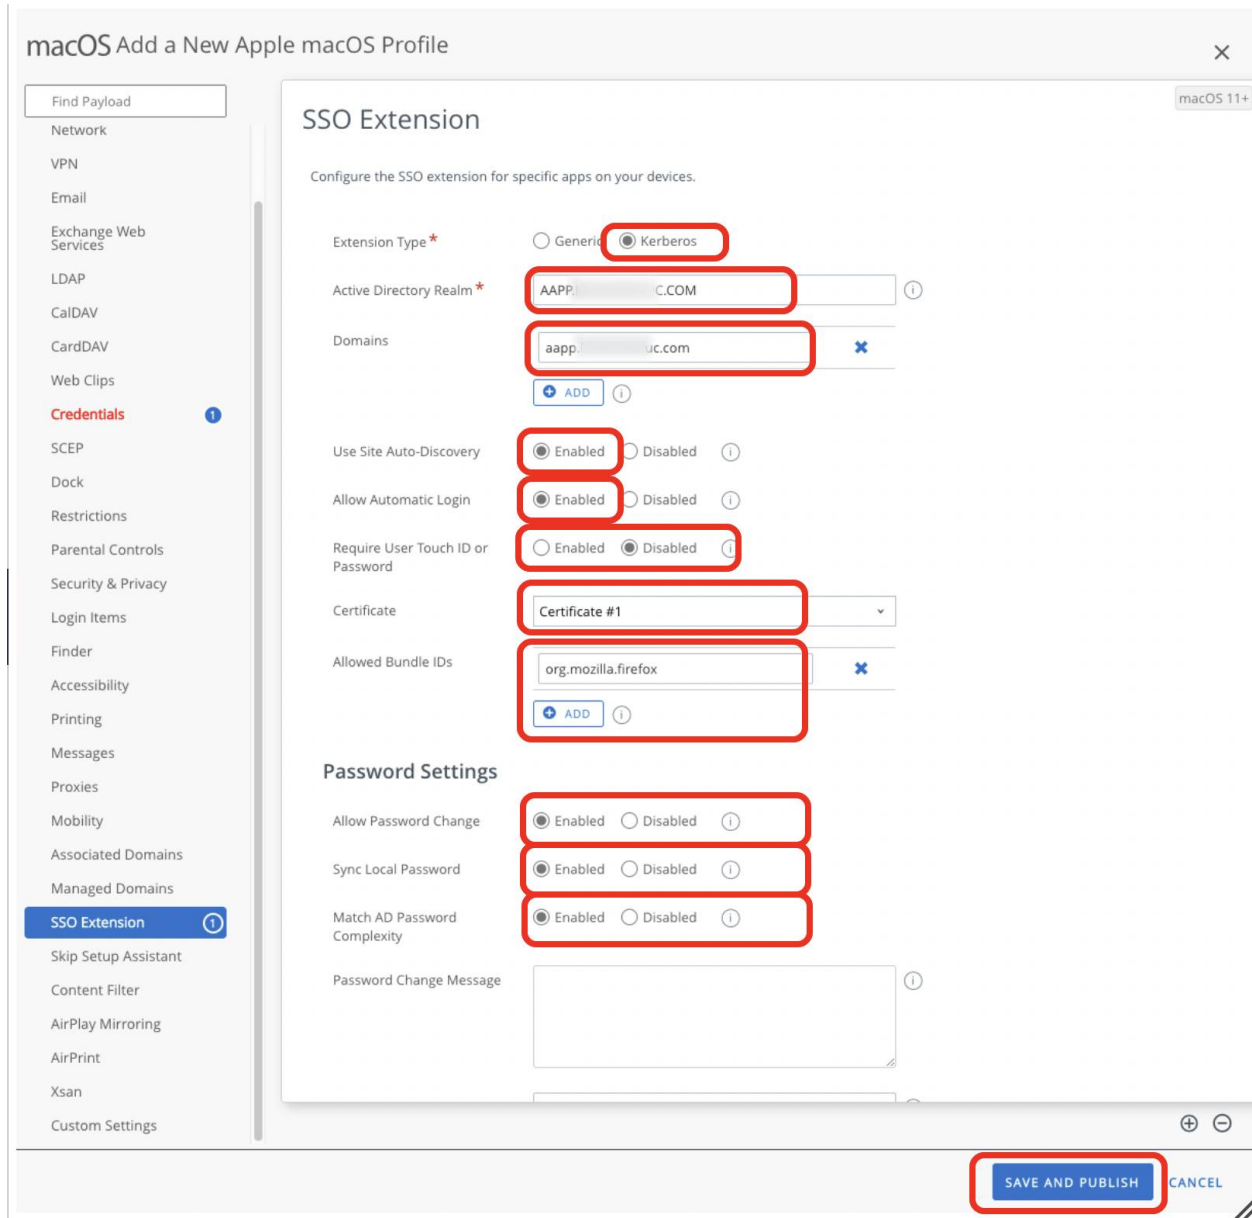 macOS Add a New Apple macOS Profile
Find Payload
Network
VPN
Email
Exchange Web
Services
LDAP
CalDAV
CardDAV
Web Clips
Credentials 1
SCEP
Dock
Restrictions
Parental Controls
Security & Privacy
Login Items
Finder
Accessibility
Printing
Messages
Proxies
Mobility
Associated Domains
Managed Domains
SSO Extension 1
Skip Setup Assistant
Content Filter
AirPlay Mirroring
AirPrint
Xsan
Custom Settings
macOS 11+
SSO Extension
Configure the SSO extension for specific apps on your devices.
Extension Type * Generic Kerberos
Active Directory Realm * AAPP. C.COM
Domains aapp. uc.com
ADD
Use Site Auto-Discovery Enabled Disabled
Allow Automatic Login Enabled Disabled
Require User Touch ID or
Password Enabled Disabled
Certificate Certificate #1
Allowed Bundle IDs org.mozilla.firefox
ADD
Password Settings
Allow Password Change Enabled Disabled
Sync Local Password Enabled Disabled
Match AD Password
Complexity Enabled Disabled
Password Change Message
SAVE AND PUBLISH CANCEL